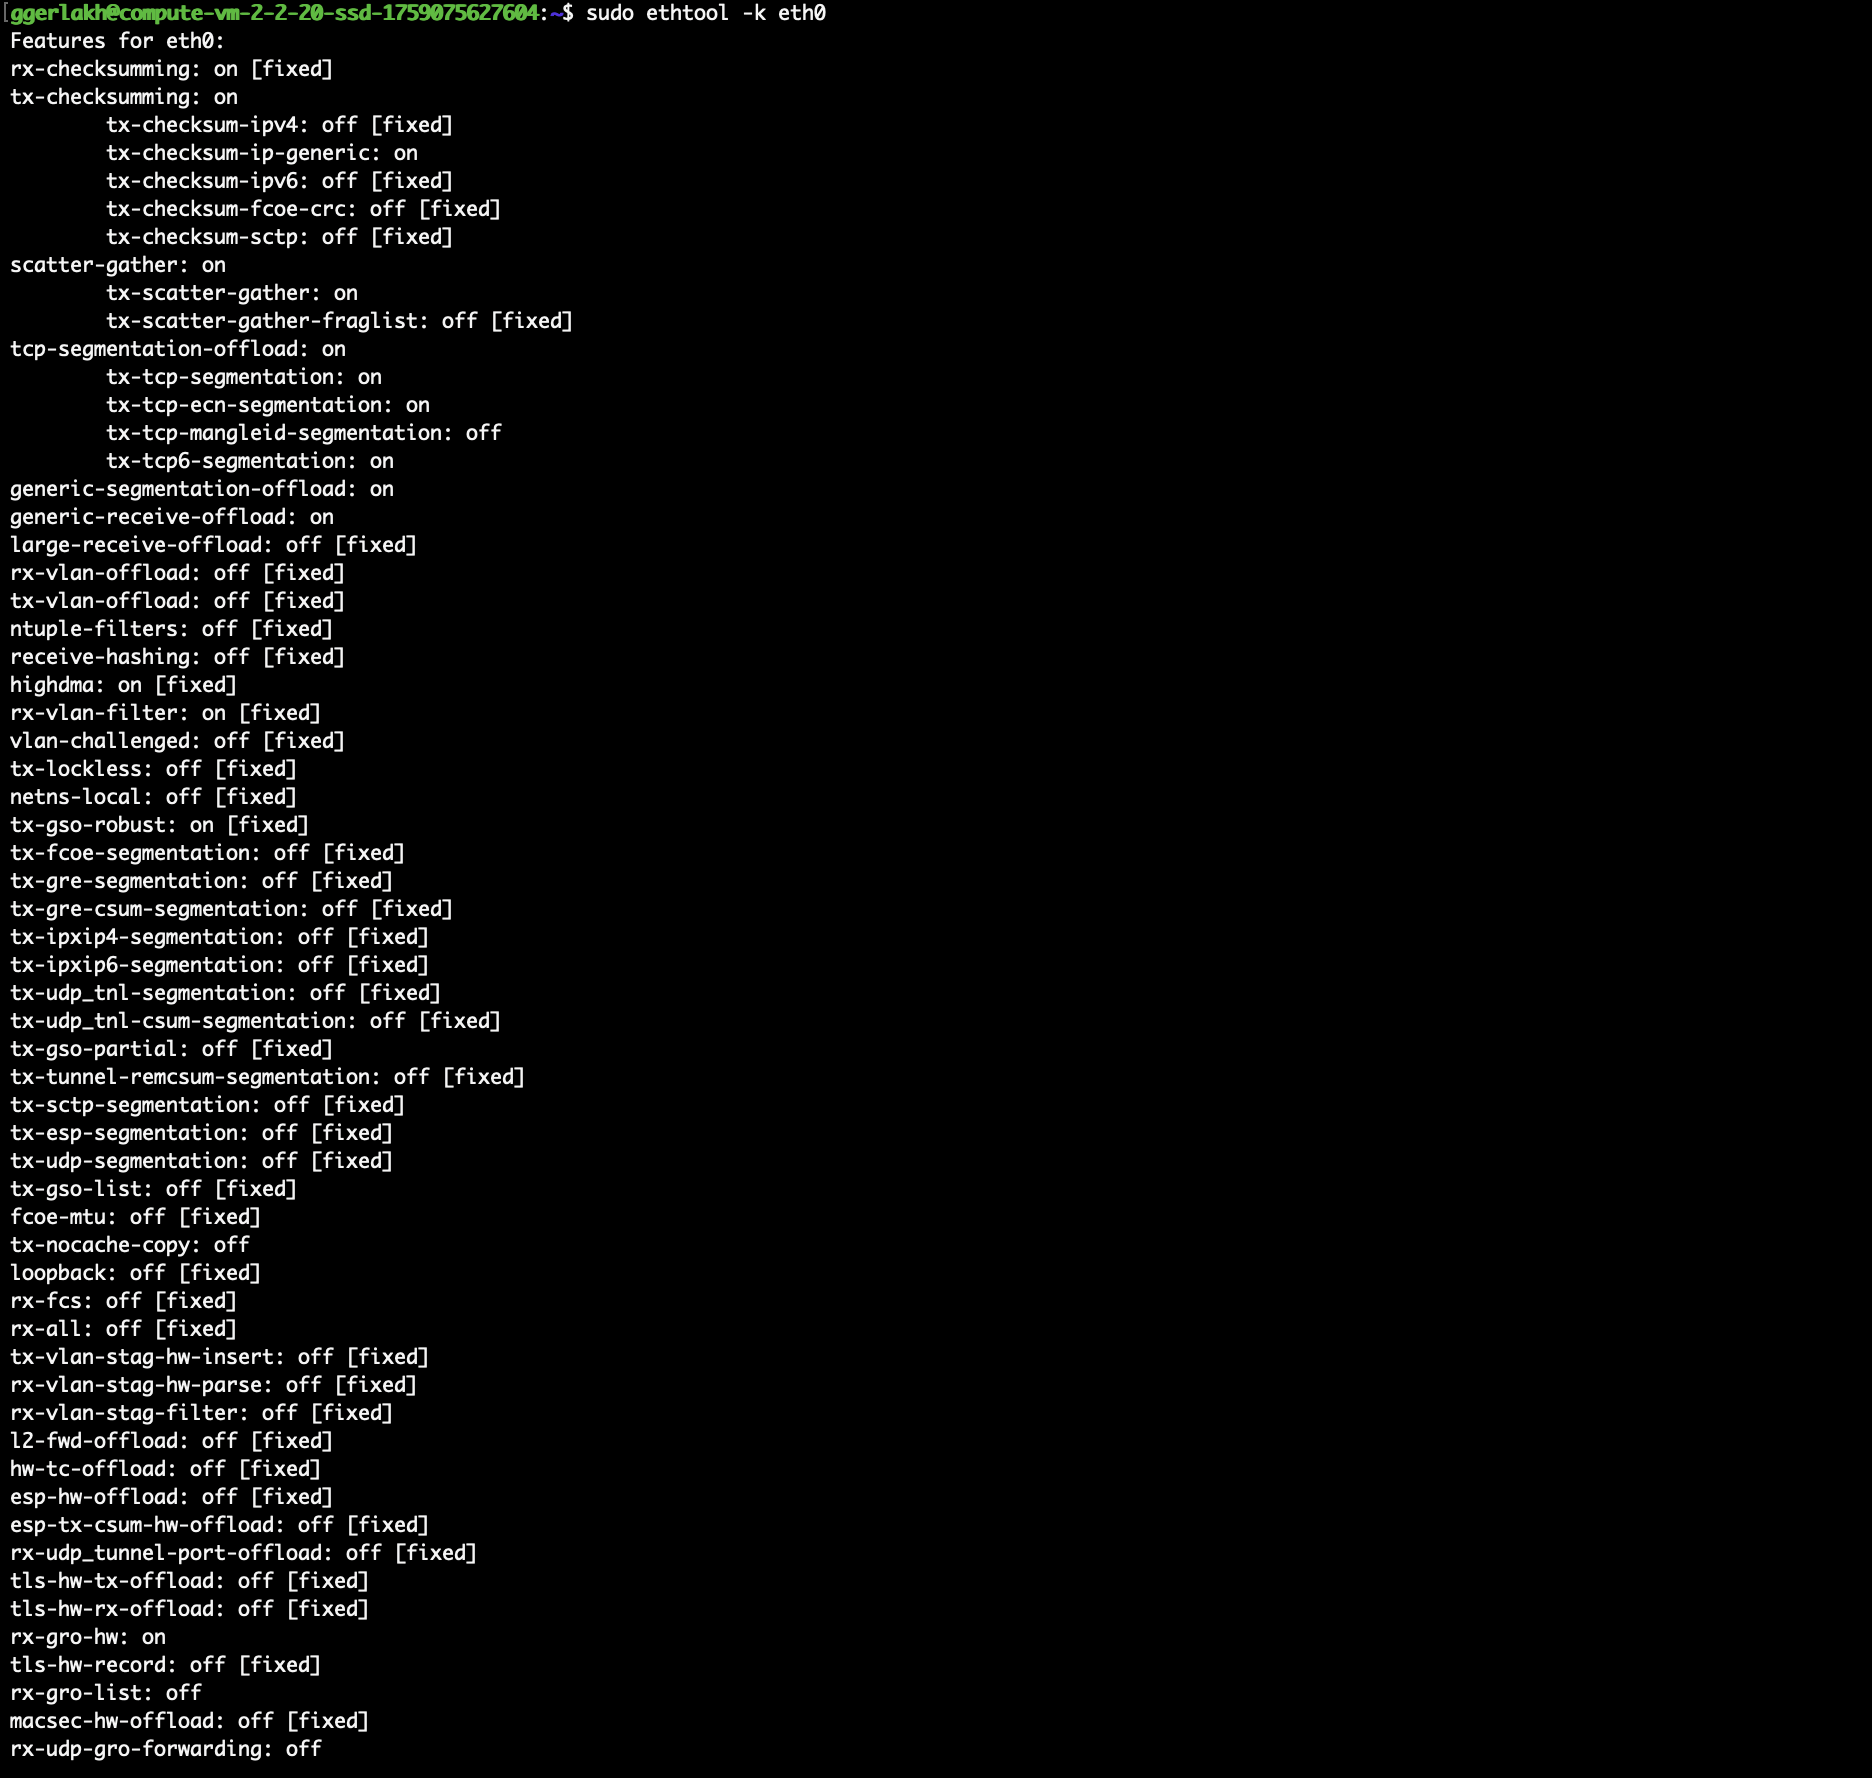 [ggerlakh@compute-vm-2-2-20-ssd-1759075627604:~$ sudo ethtool -k eth0
Features for eth0:
rx-checksumming: on [fixed]
tx-checksumming: on
	tx-checksum-ipv4: off [fixed]
	tx-checksum-ip-generic: on
	tx-checksum-ipv6: off [fixed]
	tx-checksum-fcoe-crc: off [fixed]
	tx-checksum-sctp: off [fixed]
scatter-gather: on
	tx-scatter-gather: on
	tx-scatter-gather-fraglist: off [fixed]
tcp-segmentation-offload: on
	tx-tcp-segmentation: on
	tx-tcp-ecn-segmentation: on
	tx-tcp-mangleid-segmentation: off
	tx-tcp6-segmentation: on
generic-segmentation-offload: on
generic-receive-offload: on
large-receive-offload: off [fixed]
rx-vlan-offload: off [fixed]
tx-vlan-offload: off [fixed]
ntuple-filters: off [fixed]
receive-hashing: off [fixed]
highdma: on [fixed]
rx-vlan-filter: on [fixed]
vlan-challenged: off [fixed]
tx-lockless: off [fixed]
netns-local: off [fixed]
tx-gso-robust: on [fixed]
tx-fcoe-segmentation: off [fixed]
tx-gre-segmentation: off [fixed]
tx-gre-csum-segmentation: off [fixed]
tx-ipxip4-segmentation: off [fixed]
tx-ipxip6-segmentation: off [fixed]
tx-udp_tnl-segmentation: off [fixed]
tx-udp_tnl-csum-segmentation: off [fixed]
tx-gso-partial: off [fixed]
tx-tunnel-remcsum-segmentation: off [fixed]
tx-sctp-segmentation: off [fixed]
tx-esp-segmentation: off [fixed]
tx-udp-segmentation: off [fixed]
tx-gso-list: off [fixed]
fcoe-mtu: off [fixed]
tx-nocache-copy: off
loopback: off [fixed]
rx-fcs: off [fixed]
rx-all: off [fixed]
tx-vlan-stag-hw-insert: off [fixed]
rx-vlan-stag-hw-parse: off [fixed]
rx-vlan-stag-filter: off [fixed]
l2-fwd-offload: off [fixed]
hw-tc-offload: off [fixed]
esp-hw-offload: off [fixed]
esp-tx-csum-hw-offload: off [fixed]
rx-udp_tunnel-port-offload: off [fixed]
tls-hw-tx-offload: off [fixed]
tls-hw-rx-offload: off [fixed]
rx-gro-hw: on
tls-hw-record: off [fixed]
rx-gro-list: off
macsec-hw-offload: off [fixed]
rx-udp-gro-forwarding: off